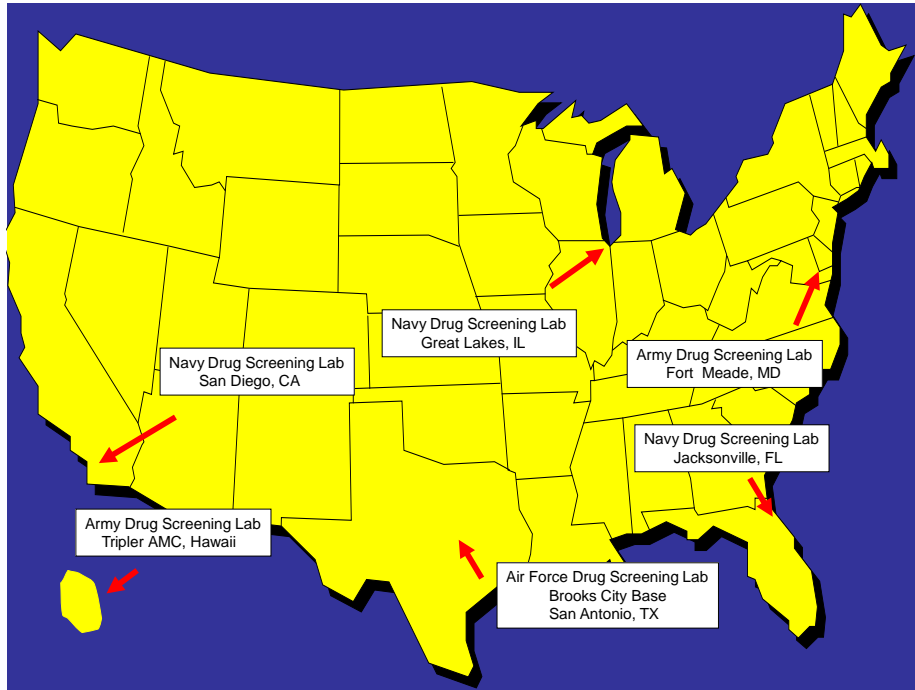 Navy Drug Screening Lab
Great Lakes, IL
Navy Drug Screening Lab
San Diego, CA
Army Drug Screening Lab
Fort Meade, MD
Navy Drug Screening Lab
Jacksonville, FL
Army Drug Screening Lab
Tripler AMC, Hawaii
Air Force Drug Screening Lab
Brooks City Base
San Antonio, TX